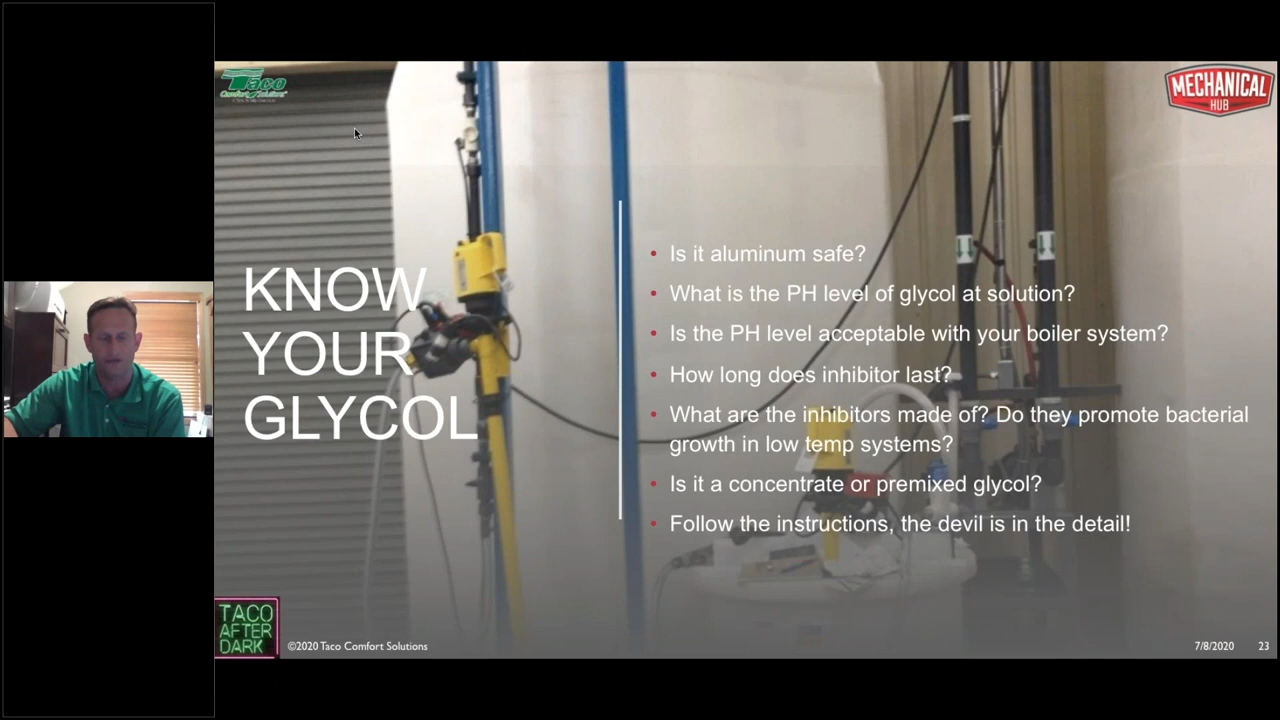 Taco
Comfort Solutions
MECHANICAL
HUB
KNOW
YOUR
GLYCOL
• Is it aluminum safe?
• What is the PH level of glycol at solution?
• Is the PH level acceptable with your boiler system?
• How long does inhibitor last?
• What are the inhibitors made of? Do they promote bacterial
growth in low temp systems?
• Is it a concentrate or premixed glycol?
• Follow the instructions, the devil is in the detail!
TACO
AFTER
DARK
©2020 Taco Comfort Solutions
7/8/2020 23